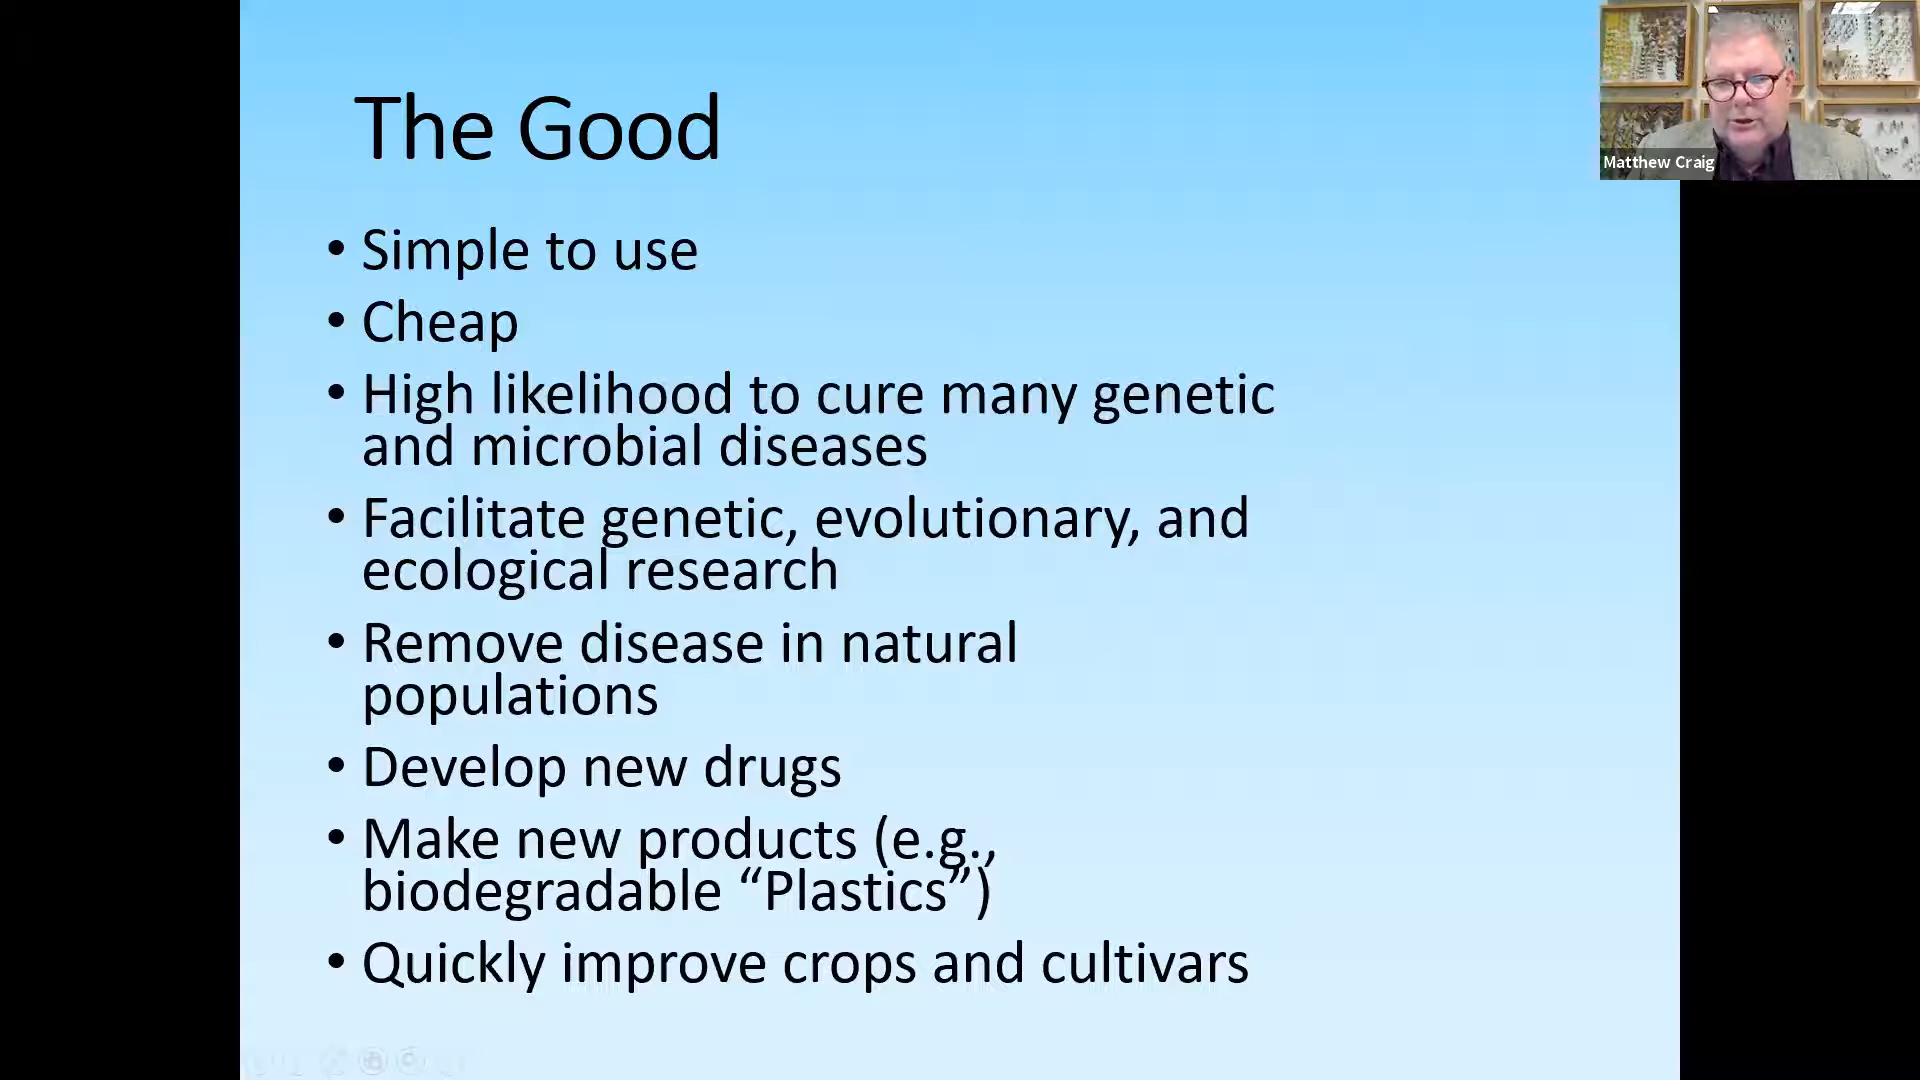 The Good
• Simple to use
• Cheap
• High likelihood to cure many genetic
and microbial diseases
• Facilitate genetic, evolutionary, and
ecological research
• Remove disease in natural
populations
• Develop new drugs
• Make new products (e.g.,
biodegradable “Plastics”)
• Quickly improve crops and cultivars
Matthew Craig